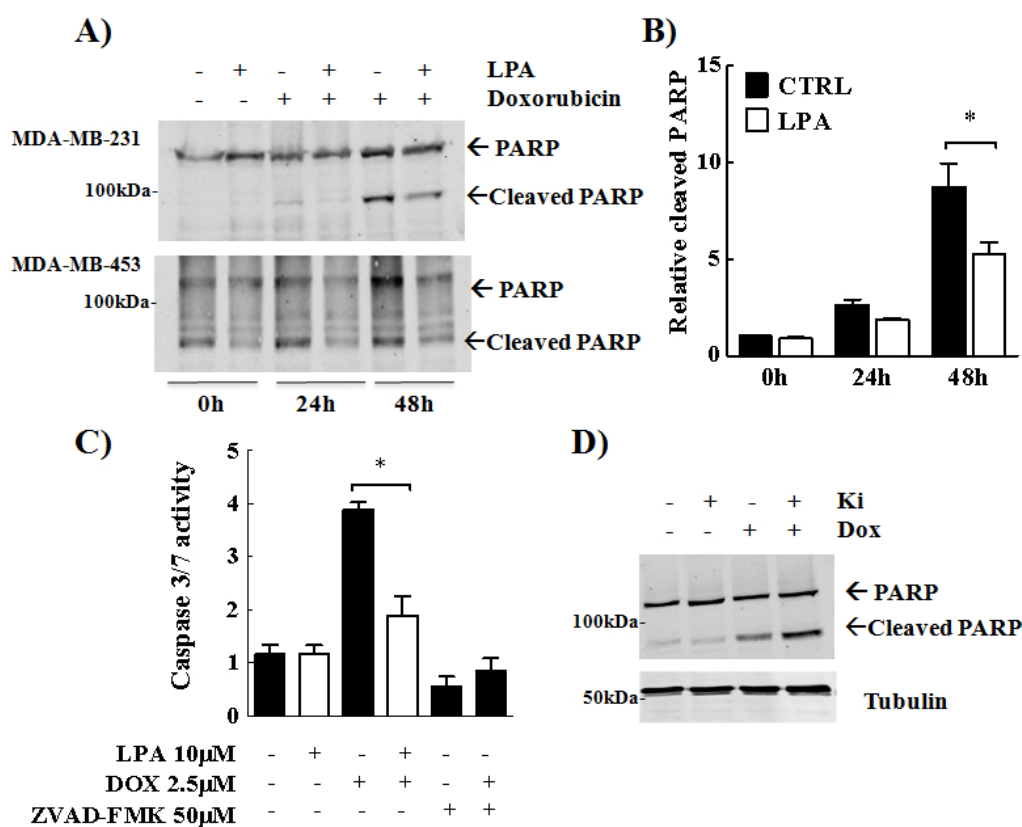 A)
- + - + - + LPA
- - + + + + Doxorubicin
MDA-MB-231
← PARP
100kDa-
←Cleaved PARP
MDA-MB-453
← PARP
100kDa-
←Cleaved PARP
0h 24h 48h
B)
Relative cleaved PARP
15
10
5
0
CTRL
LPA
*
0h 24h 48h
C)
Caspase 3/7 activity
5
4
3
2
1
0
*
LPA 10µM - + - + - -
DOX 2.5µM - - + + - +
ZVAD-FMK 50µM - - - - + +
D)
- + - + Ki
- - + + Dox
← PARP
100kDa-
←Cleaved PARP
50kDa-
Tubulin